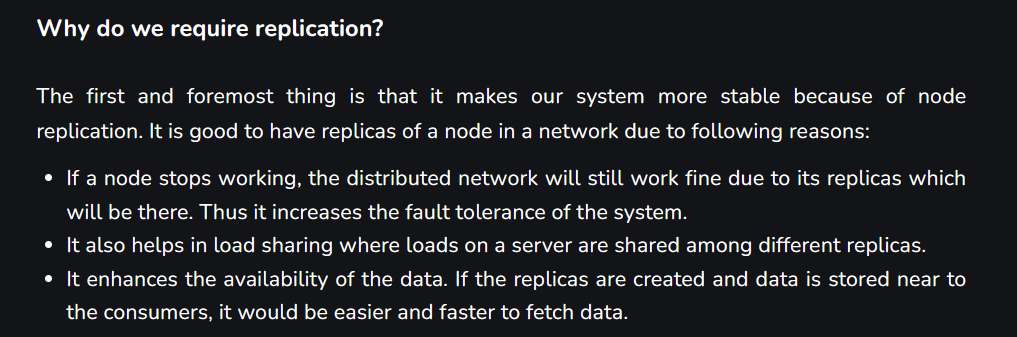 Why do we require replication?
The first and foremost thing is that it makes our system more stable because of node
replication. It is good to have replicas of a node in a network due to following reasons:
• If a node stops working, the distributed network will still work fine due to its replicas which
will be there. Thus it increases the fault tolerance of the system.
• It also helps in load sharing where loads on a server are shared among different replicas.
• It enhances the availability of the data. If the replicas are created and data is stored near to
the consumers, it would be easier and faster to fetch data.